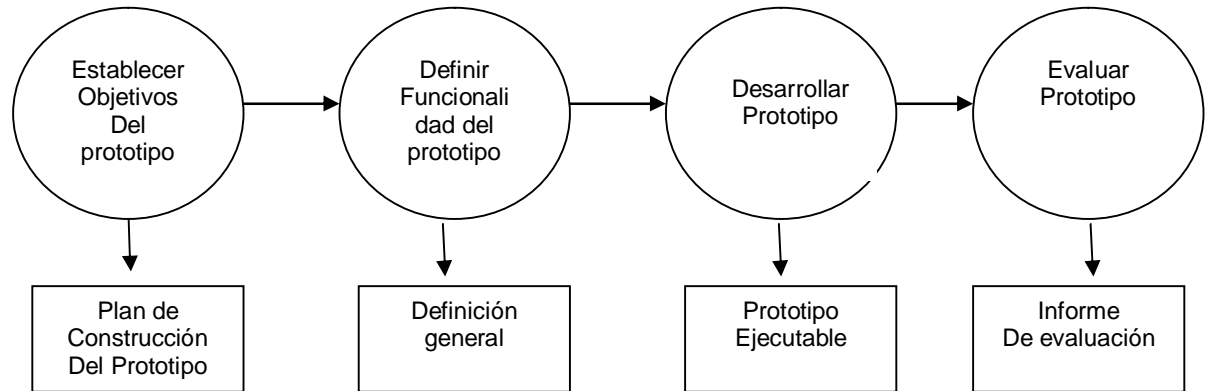 Establecer
Objetivos
Del
prototipo
Definir
Funcionali
dad del
prototipo
Desarrollar
Prototipo
Evaluar
Prototipo
Plan de
Construcción
Del Prototipo
Definición
general
Prototipo
Ejecutable
Informe
De evaluación